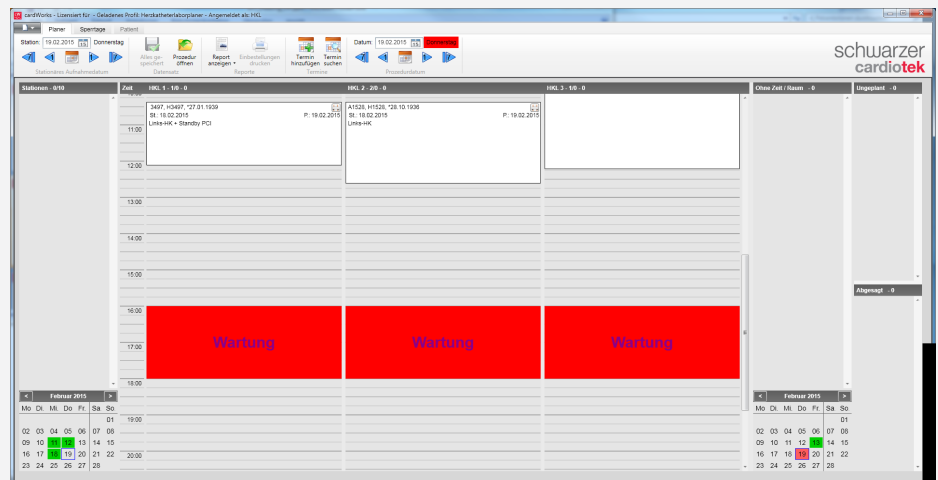 cardWorks - Lizensiert für: - Geladenes Profil: Herzkatheterlaborplaner - Angemeldet als: HKL
Planer Sperrtage Patient
Station: 19.02.2015 15 Donnerstag
Alles ge-
speichert
Prozedur
öffnen
Report
anzeigen
Einbestellungen
drucken
Termin
hinzufügen
Termin
suchen
Datum: 19.02.2015 15 Donnerstag
Stationäres Aufnahmedatum Datensatz Reporte Termine Prozedurdatum
schwarzer
cardiotek
Stationen - 0/10
Zeit HKL 1 - 1/0 - 0 HKL 2 - 2/0 - 0 HKL 3 - 1/0 - 0
Ohne Zeit / Raum - 0
Ungeplant - 0
3497, H3497, *27.01.1939
St.: 18.02.2015 P.: 19.02.2015
Links-HK + Standby PCI
A1528, H1528, *28.10.1936
St.: 18.02.2015 P.: 19.02.2015
Links-HK
11:00
12:00
13:00
14:00
15:00
Abgesagt - 0
16:00
Wartung Wartung Wartung
17:00
18:00
19:00
20:00
< Februar 2015 >
Mo Di. Mi. Do Fr. Sa So.
01
02 03 04 05 06 07 08
09 10 11 12 13 14 15
16 17 18 19 20 21 22
23 24 25 26 27 28
< Februar 2015 >
Mo Di. Mi. Do Fr. Sa So.
01
02 03 04 05 06 07 08
09 10 11 12 13 14 15
16 17 18 19 20 21 22
23 24 25 26 27 28